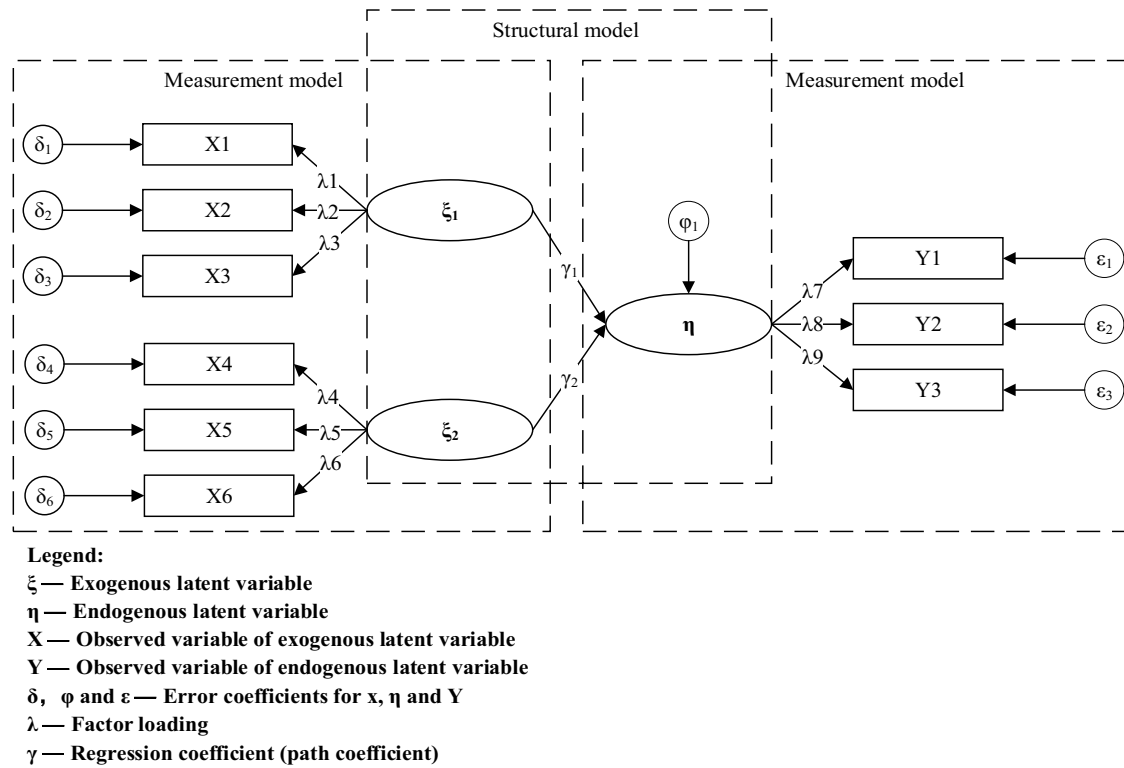 Structural model
Measurement model
Measurement model
δ₁
X1
λ1
δ₂
X2
λ2
ξ₁
λ3
δ₃
X3
φ₁
γ₁
Y1
ε₁
λ7
η
λ8
Y2
ε₂
λ9
Y3
ε₃
γ₂
δ₄
X4
λ4
δ₅
X5
λ5
ξ₂
λ6
δ₆
X6
Legend:
ξ — Exogenous latent variable
η — Endogenous latent variable
X — Observed variable of exogenous latent variable
Y — Observed variable of endogenous latent variable
δ, φ and ε — Error coefficients for x, η and Y
λ — Factor loading
γ — Regression coefficient (path coefficient)